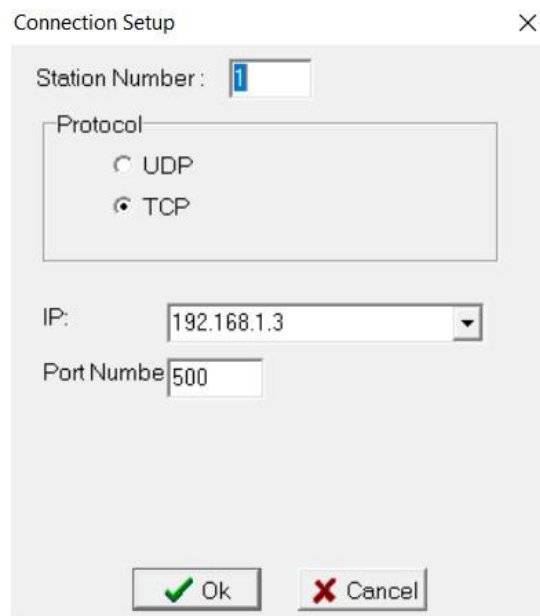 Connection Setup
Station Number : 1
Protocol
UDP
TCP
IP: 192.168.1.3
Port Numbe 500
Ok Cancel